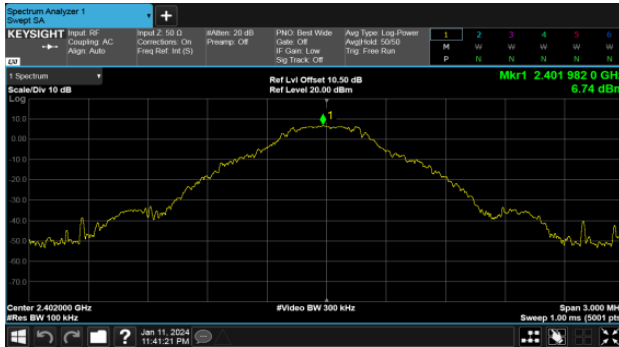 Spectrum Analyzer 1
Swept SA
+
KEYSIGHT
Input: RF
Coupling: AC
Align: Auto
Input Z: 50 Ω
Corrections: On
Freq Ref: Int (S)
#Atten: 20 dB
Preamp: Off
PNO: Best Wide
Gate: Off
IF Gain: Low
Sig Track: Off
Avg Type: Log-Power
Avg|Hold: 50/50
Trig: Free Run
1 2 3 4 5 6
M W W W W W
P N N N N N
LXI
1 Spectrum
Scale/Div 10 dB
Log
Ref Lvl Offset 10.50 dB
Ref Level 20.00 dBm
Mkr1 2.401 982 0 GHz
6.74 dBm
1
10.0
0.00
-10.0
-20.0
-30.0
-40.0
-50.0
-60.0
-70.0
Center 2.402000 GHz
#Res BW 100 kHz
#Video BW 300 kHz
Span 3.000 MH
Sweep 1.00 ms (5001 pts
?
Jan 11, 2024
11:41:21 PM